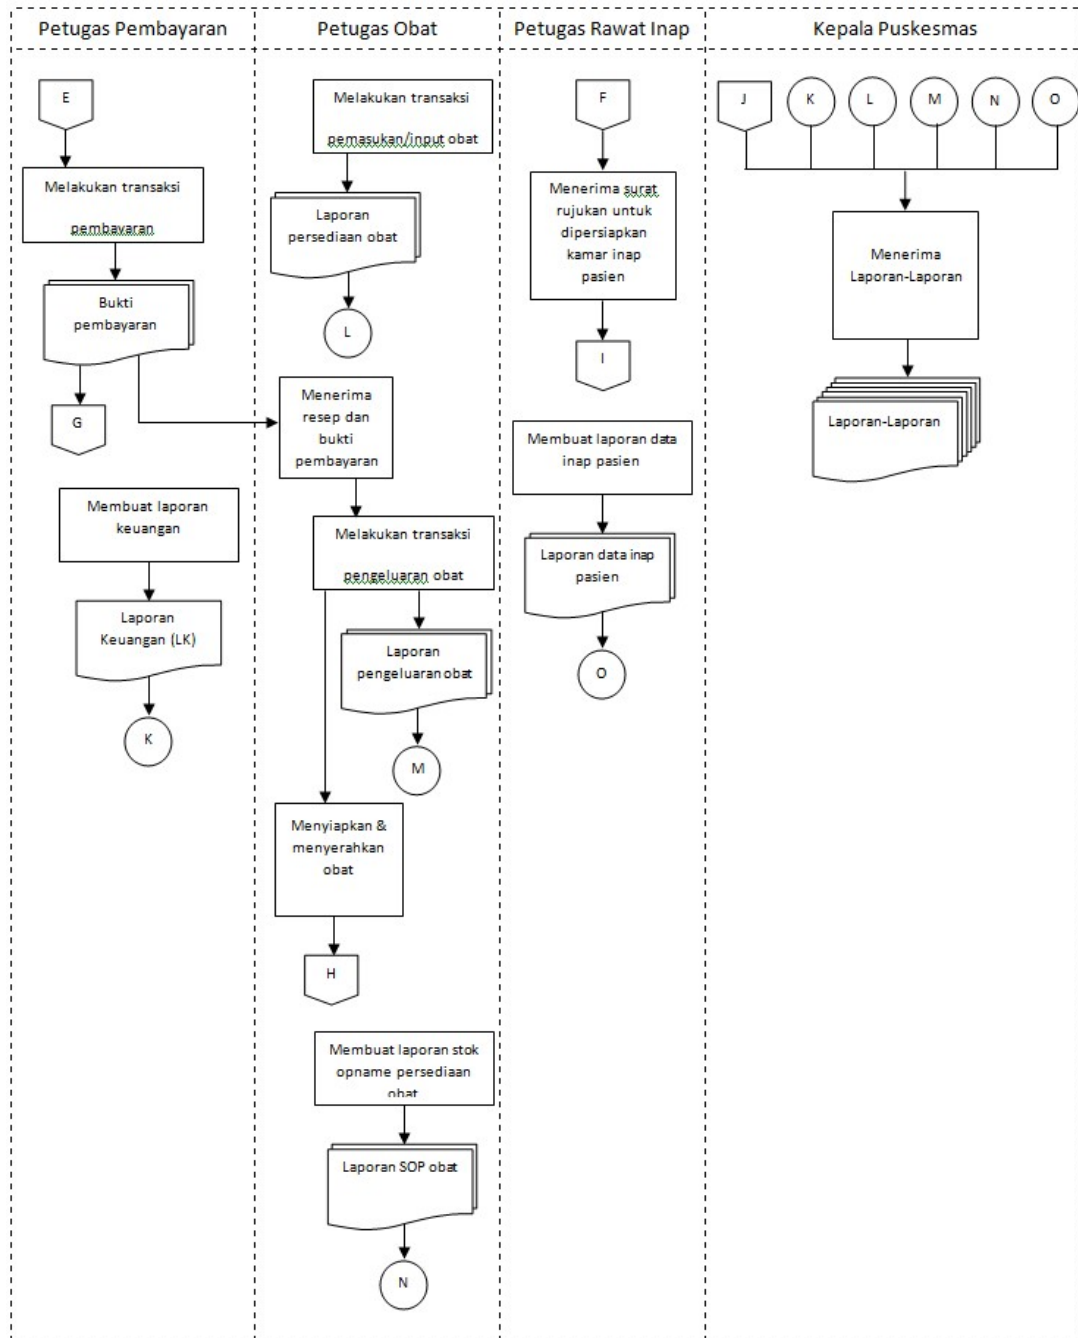 Petugas Pembayaran
Petugas Obat
Petugas Rawat Inap
Kepala Puskesmas
E
Melakukan transaksi
pembayaran
Bukti
pembayaran
G
Membuat laporan
keuangan
Laporan
Keuangan (LK)
K
Melakukan transaksi
pemasukan/input obat
Laporan
persediaan obat
L
Menerima
resep dan
bukti
pembayaran
Melakukan transaksi
pengeluaran obat
Laporan
pengeluaran obat
M
Menyiapkan &
menyerahkan
obat
H
Membuat laporan stok
opname persediaan
obat
Laporan SOP obat
N
F
Menerima surat
rujukan untuk
dipersiapkan
kamar inap
pasien
I
Membuat laporan data
inap pasien
Laporan data inap
pasien
O
J K L M N O
Menerima
Laporan-Laporan
Laporan-Laporan